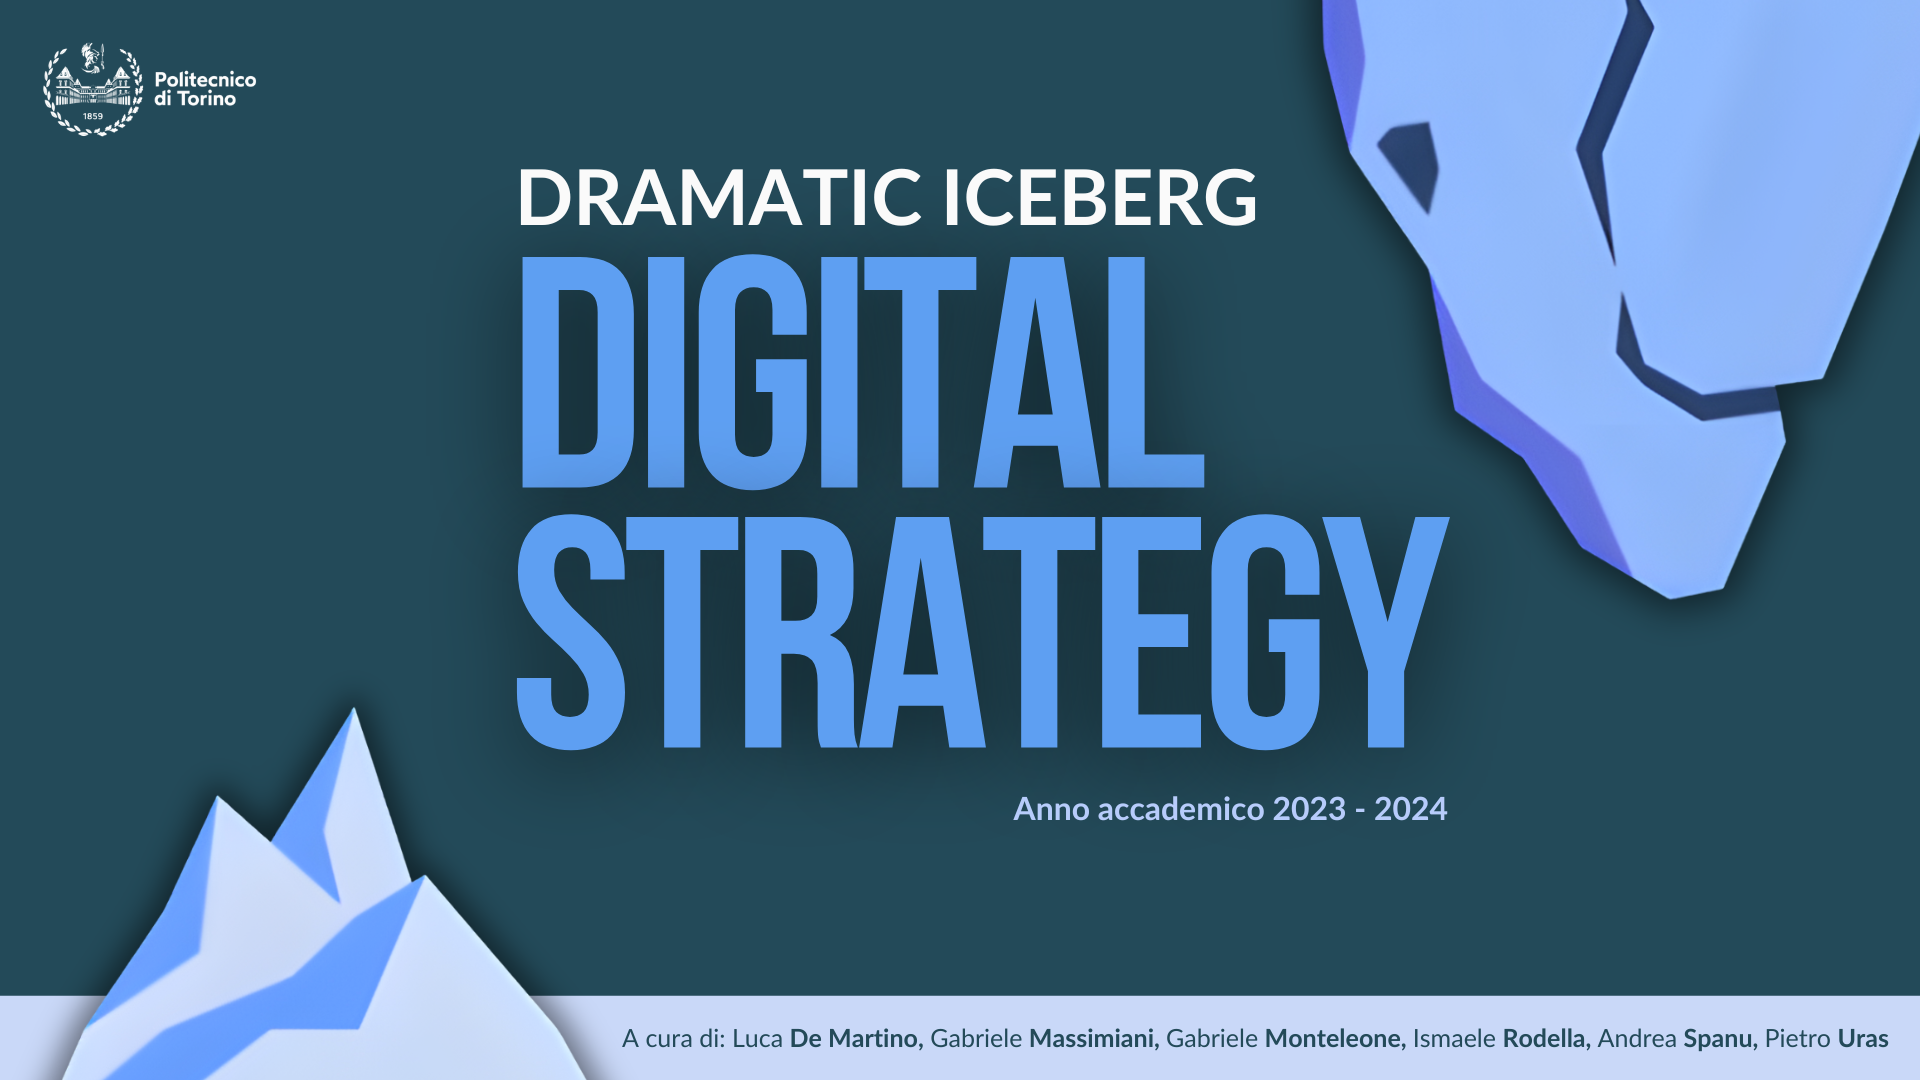 Politecnico
di Torino
1859
DRAMATIC ICEBERG
DIGITAL
STRATEGY
Anno accademico 2023 - 2024
A cura di: Luca De Martino, Gabriele Massimiani, Gabriele Monteleone, Ismaele Rodella, Andrea Spanu, Pietro Uras